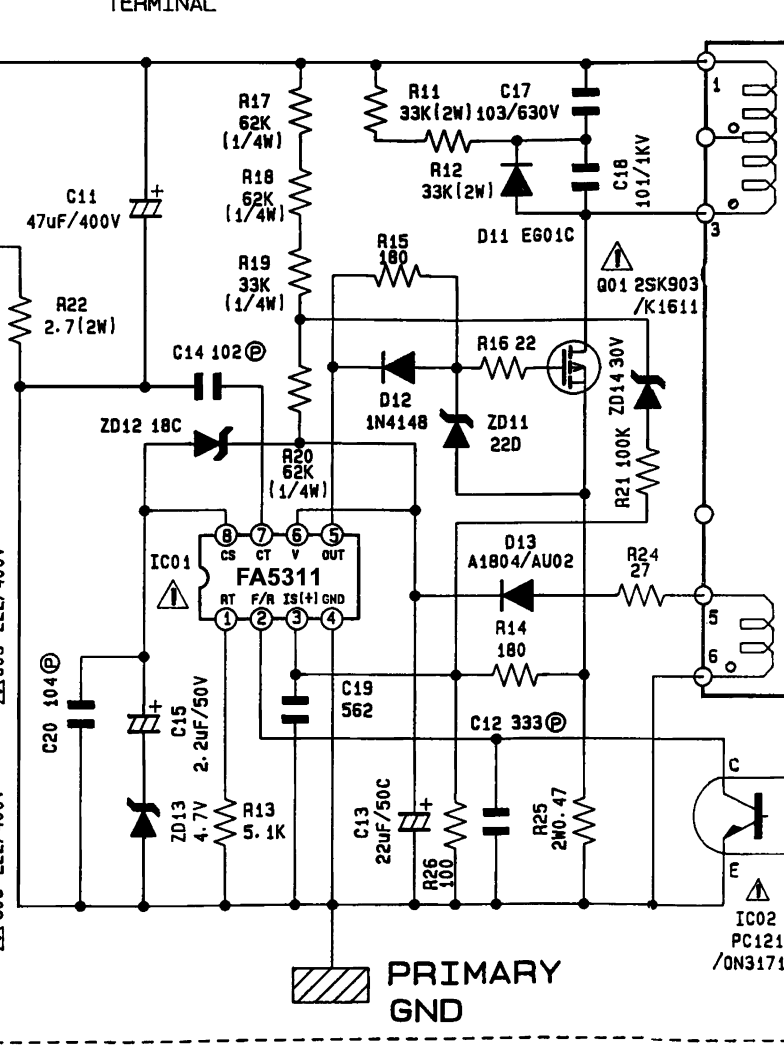 TERMINAL
R17
62K
(1/4W)
R18
62K
(1/4W)
R19
33K
(1/4W)
R11
33K(2W)
C17
103/630V
R12
33K(2W)
C18
101/1KV
1
3
C11
47uF/400V
D11 EG01C
R15
180
Q01 2SK903
/K1611
R22
2.7(2W)
C14 102 P
R16 22
ZD14 30V
D12
1N4148
ZD11
22D
ZD12 18C
R20
62K
(1/4W)
R21 100K
8 7 6 5
CS CT V OUT
IC01
FA5311
RT F/R IS(+) GND
1 2 3 4
D13
A1804/AU02
R24
27
5
6
R14
180
C20 104 P
C15
2.2uF/50V
C19
562
C12 333 P
C
ZD13
4.7V
R13
5.1K
C13
22uF/50C
R26
100
R25
2W0.47
E
IC02
PC121
/ON3171
PRIMARY
GND